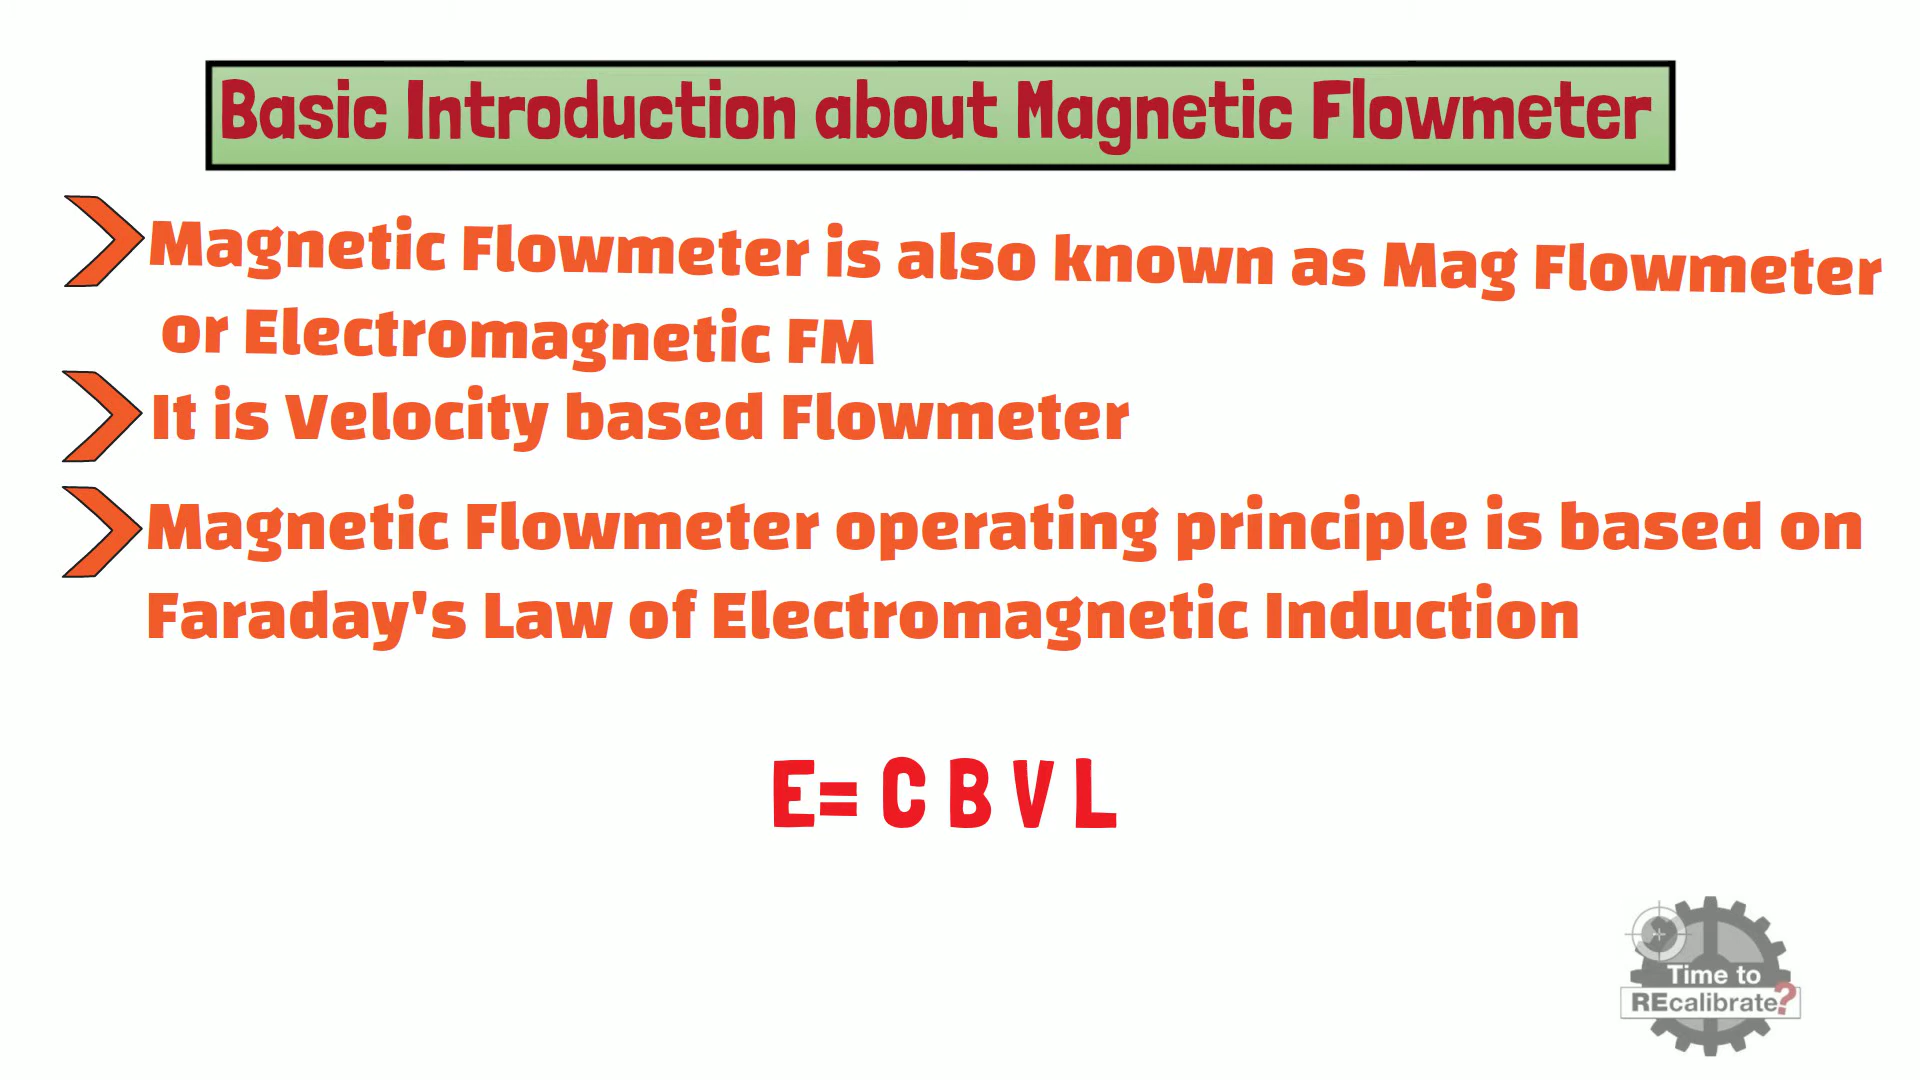 Basic Introduction about Magnetic Flowmeter
Magnetic Flowmeter is also known as Mag Flowmeter
or Electromagnetic FM
It is Velocity based Flowmeter
Magnetic Flowmeter operating principle is based on
Faraday's Law of Electromagnetic Induction
E= C B V L
Time to
REcalibrate?